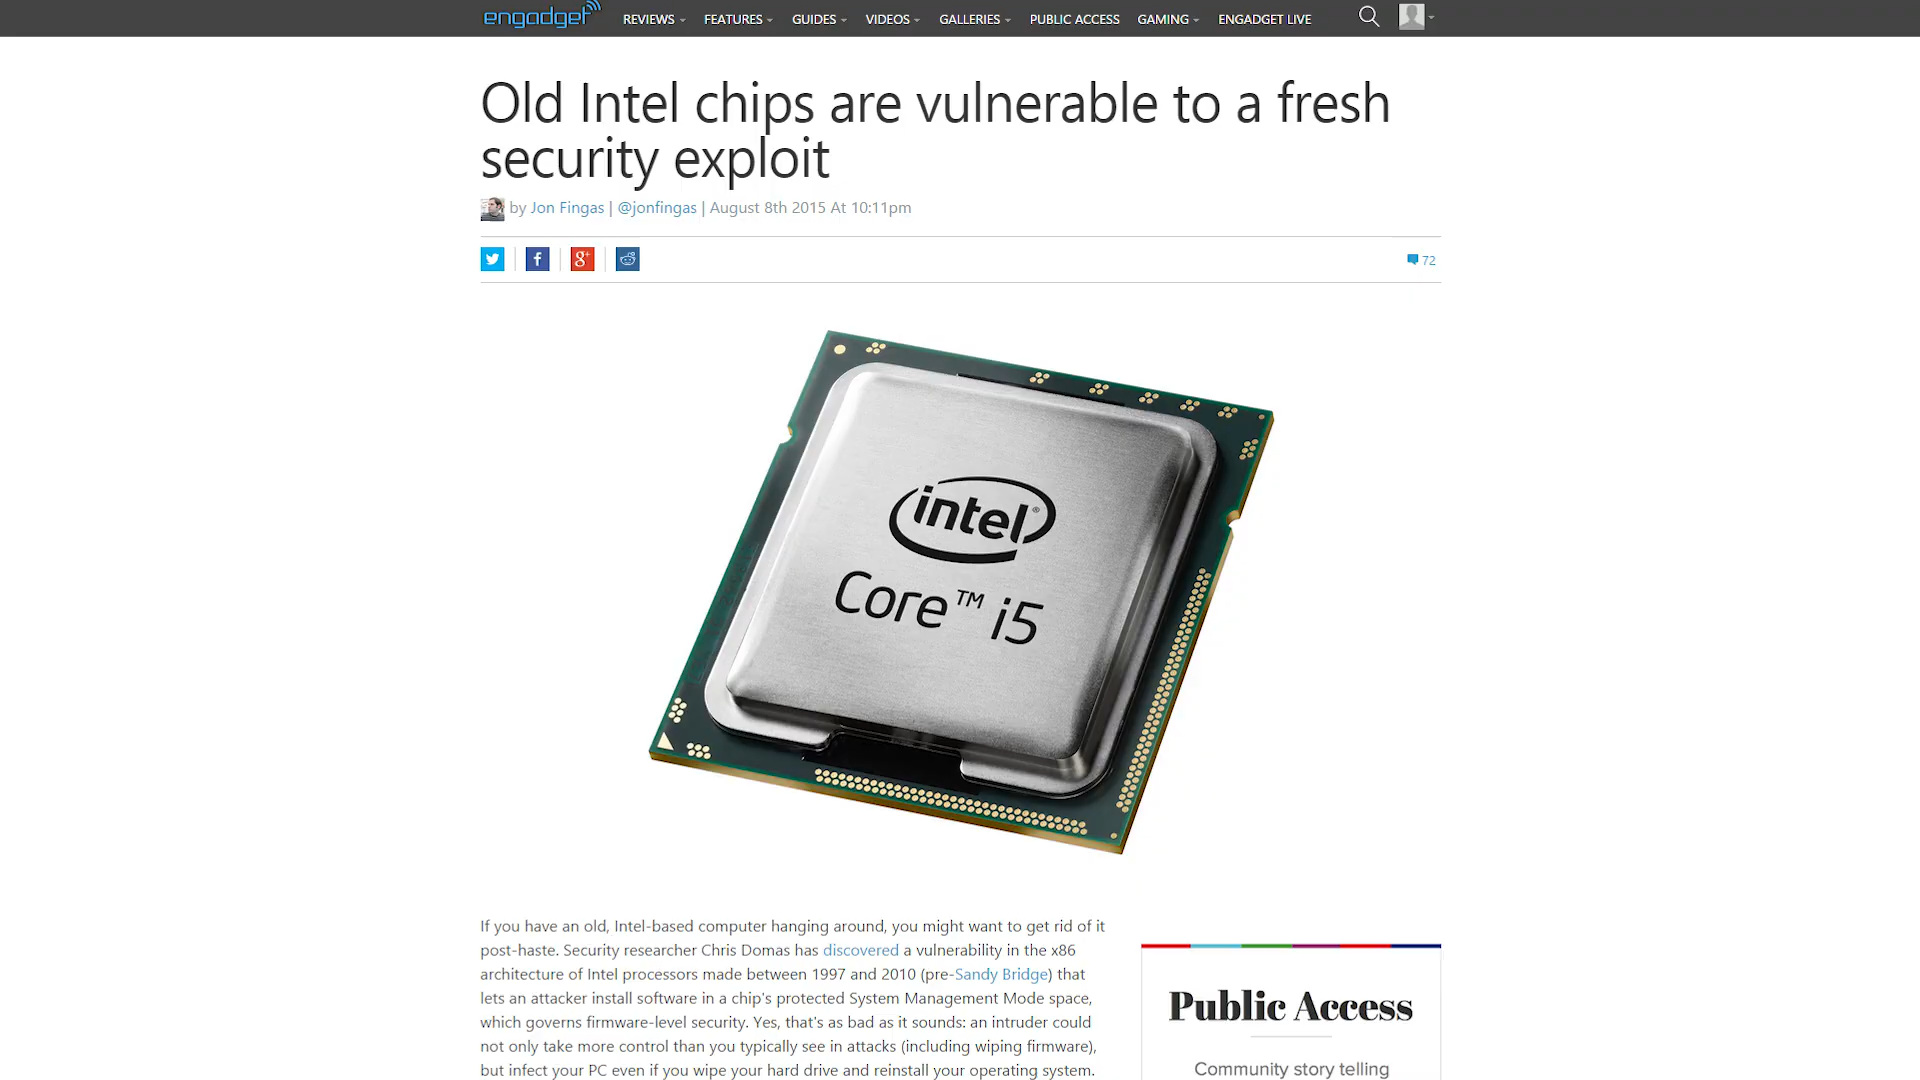 engadget REVIEWS FEATURES GUIDES VIDEOS GALLERIES PUBLIC ACCESS GAMING ENGADGET LIVE
Old Intel chips are vulnerable to a fresh
security exploit
by Jon Fingas | @jonfingas | August 8th 2015 At 10:11pm
72
intel®
Core™ i5
If you have an old, Intel-based computer hanging around, you might want to get rid of it
post-haste. Security researcher Chris Domas has discovered a vulnerability in the x86
architecture of Intel processors made between 1997 and 2010 (pre-Sandy Bridge) that
lets an attacker install software in a chip's protected System Management Mode space,
which governs firmware-level security. Yes, that's as bad as it sounds: an intruder could
not only take more control than you typically see in attacks (including wiping firmware),
but infect your PC even if you wipe your hard drive and reinstall your operating system.
Public Access
Community story telling